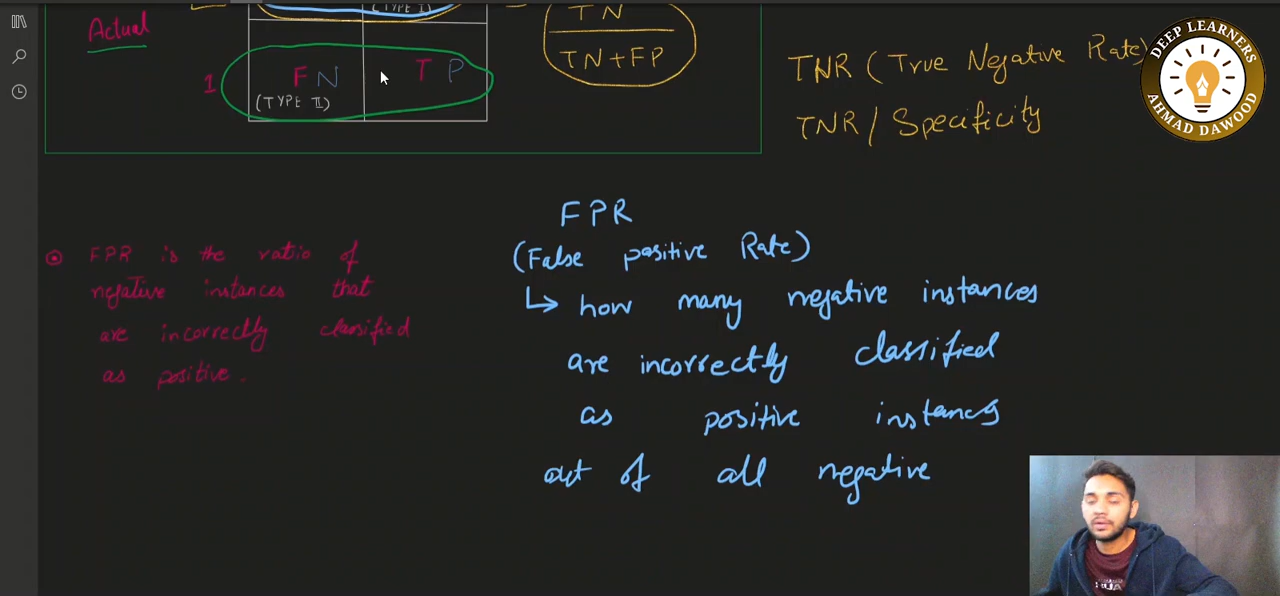 (TYPE I)
Actual
TN
TN+FP
1
FN
TP
(TYPE II)
TNR (True Negative Rate)
TNR / Specificity
DEEP LEARNERS
AHMAD DAWOOD
FPR
(False positive Rate)
↳ how many negative instances
are incorrectly classified
as positive instances
out of all negative
FPR is the ratio of
negative instances that
are incorrectly classified
as positive.